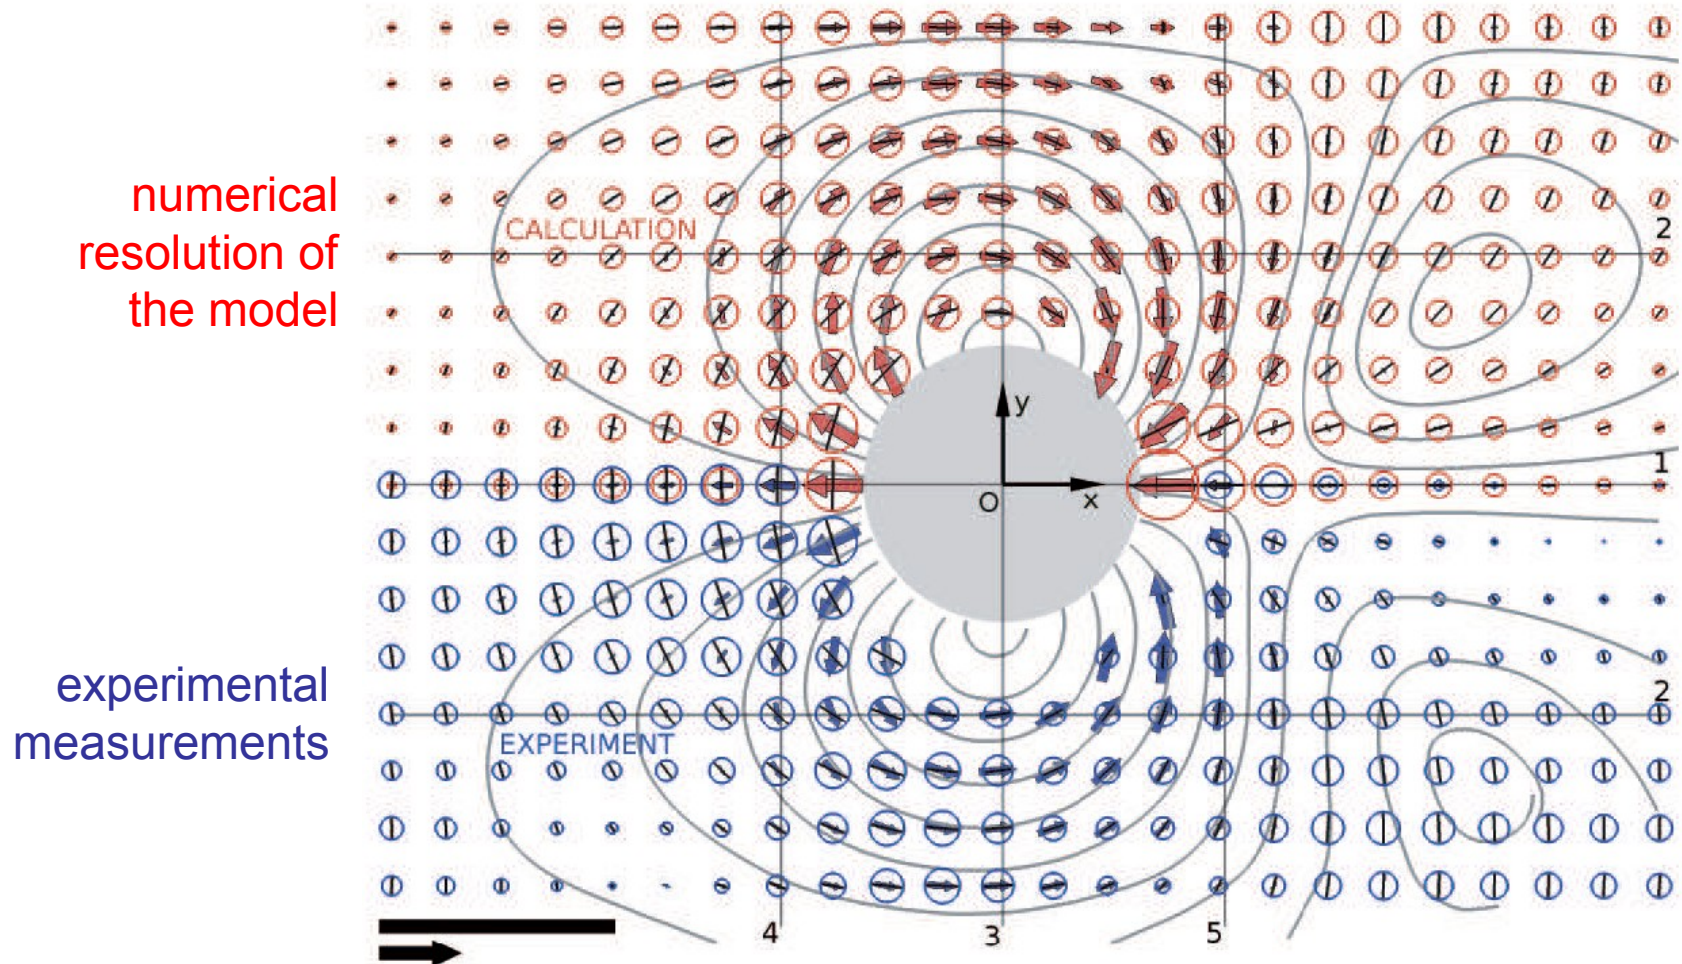 numerical
resolution of
the model
CALCULATION
2
y
1
O
x
experimental
measurements
2
EXPERIMENT
4
3
5